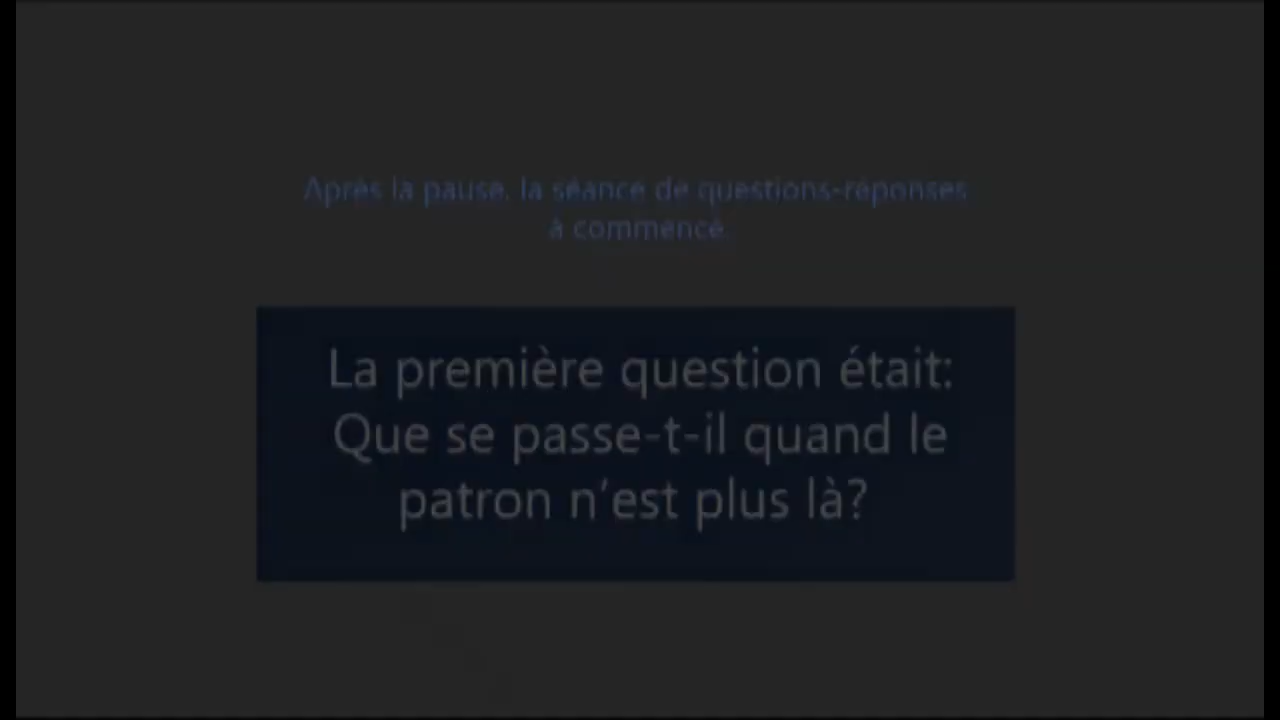 Après la pause, la séance de questions-réponses
à commencé.
La première question était:
Que se passe-t-il quand le
patron n’est plus là?